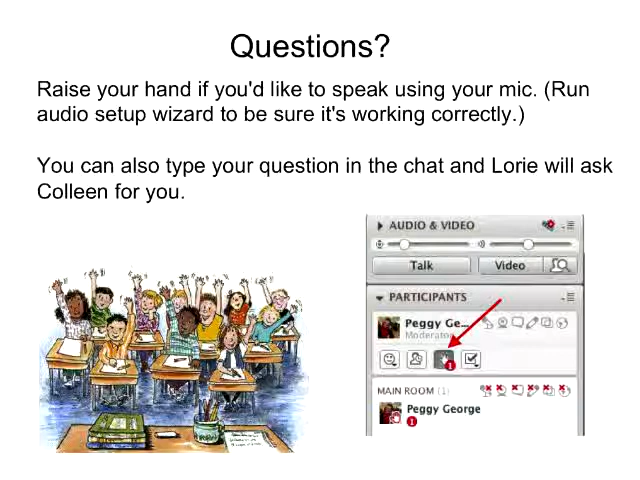 Questions?
Raise your hand if you'd like to speak using your mic. (Run
audio setup wizard to be sure it's working correctly.)
You can also type your question in the chat and Lorie will ask
Colleen for you.
AUDIO & VIDEO
Talk Video
PARTICIPANTS
Peggy Ge...
Moderator
1
MAIN ROOM (1)
Peggy George
1